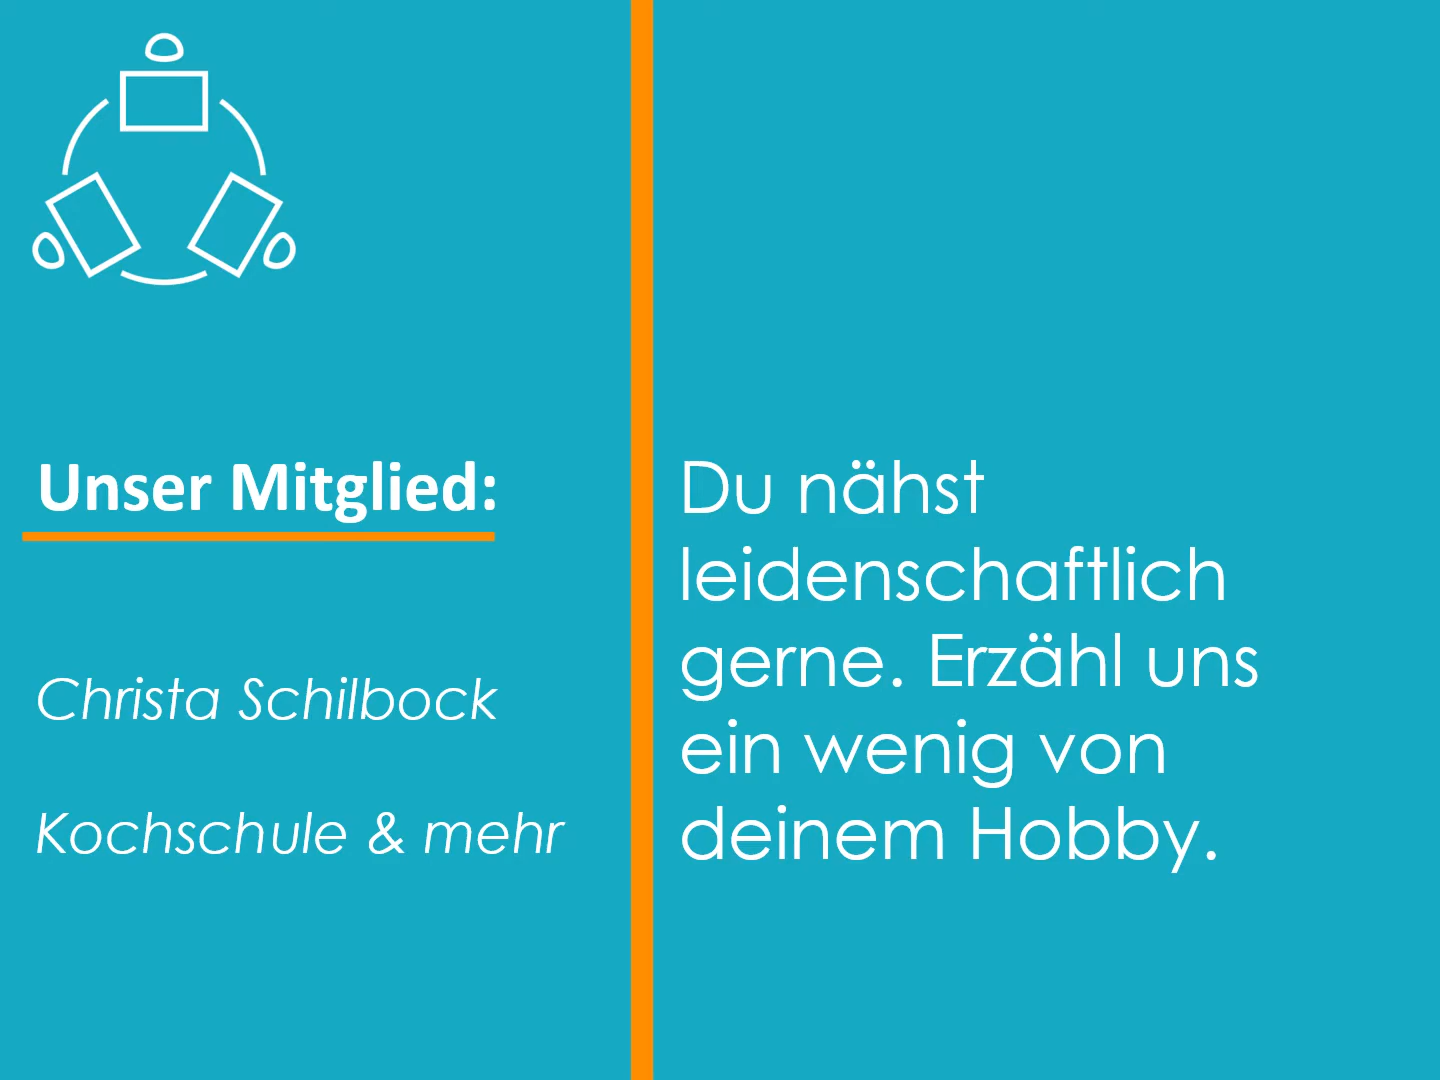 Unser Mitglied:
Christa Schilbock
Kochschule & mehr
Du nähst
leidenschaftlich
gerne. Erzähl uns
ein wenig von
deinem Hobby.